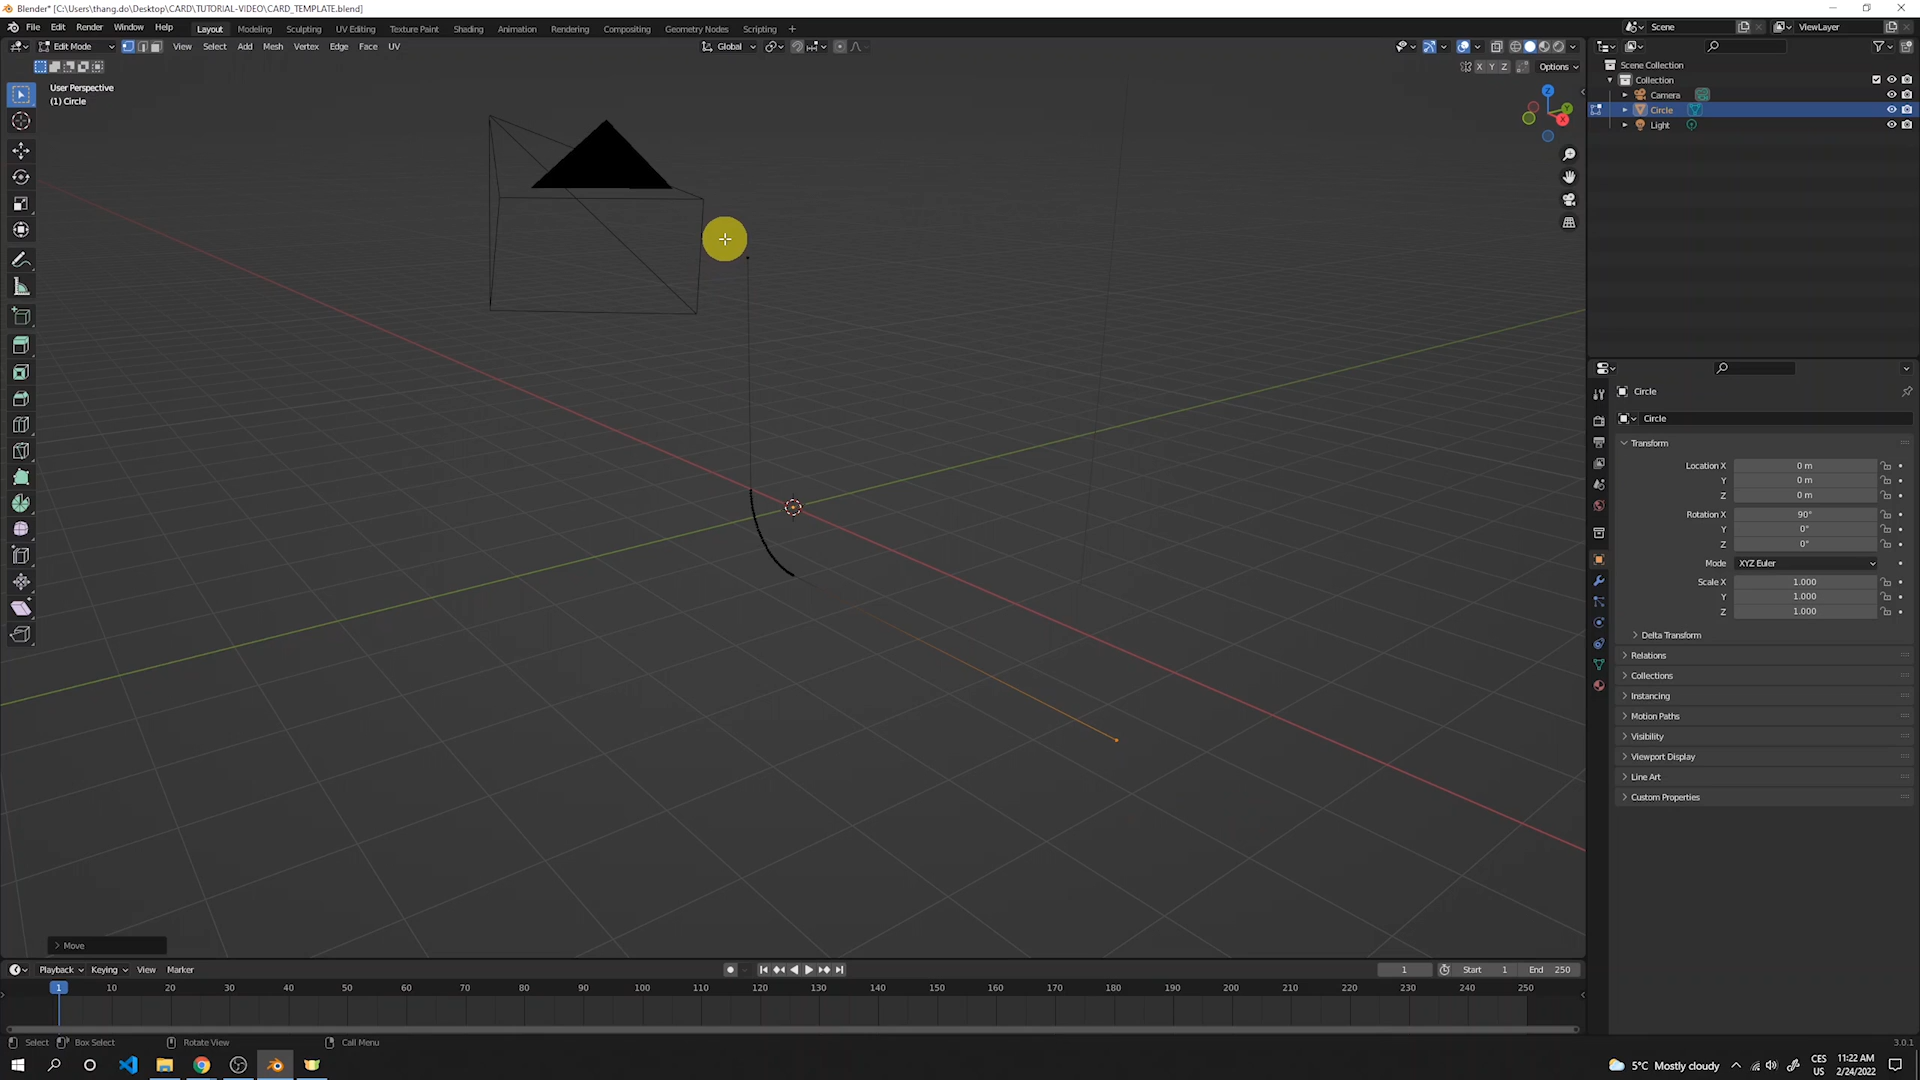 Blender* [C:\Users\thang.do\Desktop\CARD\TUTORIAL-VIDEO\CARD_TEMPLATE.blend]
File Edit Render Window Help Layout Modeling Sculpting UV Editing Texture Paint Shading Animation Rendering Compositing Geometry Nodes Scripting + Scene ViewLayer
Edit Mode View Select Add Mesh Vertex Edge Face UV Global
X Y Z Options
User Perspective
(1) Circle
Z
Y
X
Scene Collection
Collection
Camera
Circle
Light
Circle
Circle
Transform
Location X 0 m
Y 0 m
Z 0 m
Rotation X 90°
Y 0°
Z 0°
Mode XYZ Euler
Scale X 1.000
Y 1.000
Z 1.000
Delta Transform
Relations
Collections
Instancing
Motion Paths
Visibility
Viewport Display
Line Art
Custom Properties
Move
Playback Keying View Marker 1 Start 1 End 250
1 10 20 30 40 50 60 70 80 90 100 110 120 130 140 150 160 170 180 190 200 210 220 230 240 250
Select Box Select Rotate View Call Menu 3.0.1
5°C Mostly cloudy CES US 11:22 AM 2/24/2022